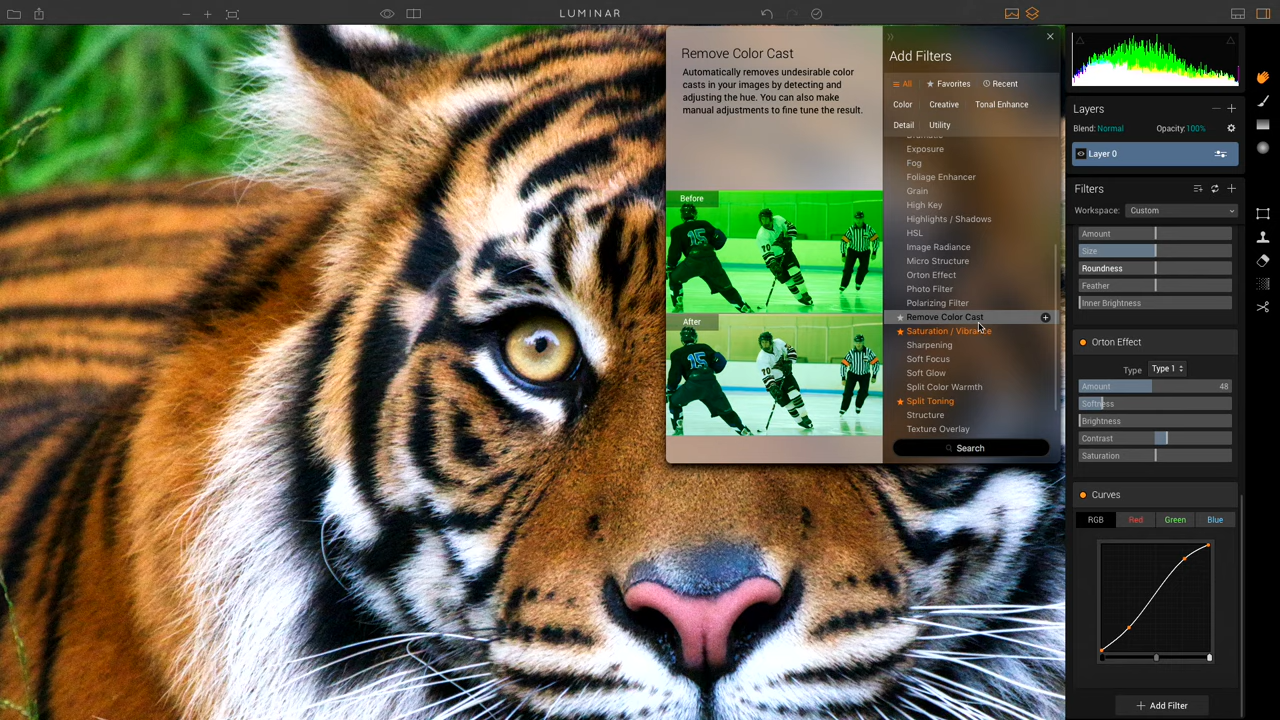 LUMINAR
Remove Color Cast
Automatically removes undesirable color
casts in your images by detecting and
adjusting the hue. You can also make
manual adjustments to fine tune the result.
Before
15
70
After
15
70
Add Filters
All
Favorites
Recent
Color
Creative
Tonal Enhance
Detail
Utility
Exposure
Fog
Foliage Enhancer
Grain
High Key
Highlights / Shadows
HSL
Image Radiance
Micro Structure
Orton Effect
Photo Filter
Polarizing Filter
Remove Color Cast
Saturation / Vibrance
Sharpening
Soft Focus
Soft Glow
Split Color Warmth
Split Toning
Structure
Texture Overlay
Search
Layers
Blend: Normal
Opacity: 100%
Layer 0
Filters
Workspace: Custom
Amount
Size
Roundness
Feather
Inner Brightness
Orton Effect
Type Type 1
Amount 48
Softness
Brightness
Contrast
Saturation
Curves
RGB
Red
Green
Blue
Add Filter